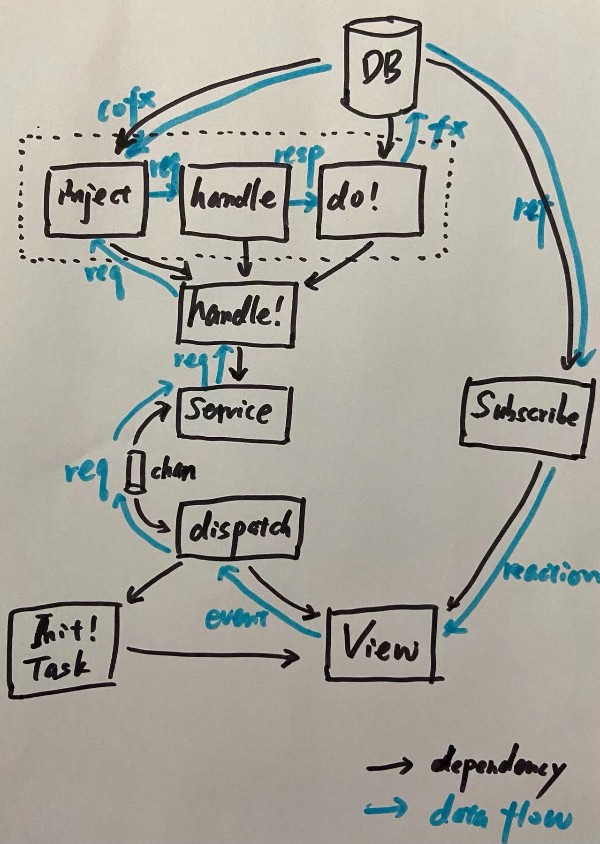 DB
cofx
fx
req
resp
inject
handle
do!
ref
req
handle!
req
Service
Subscribe
req
chan
dispatch
reaction
event
Init!
Task
View
dependency
data flow